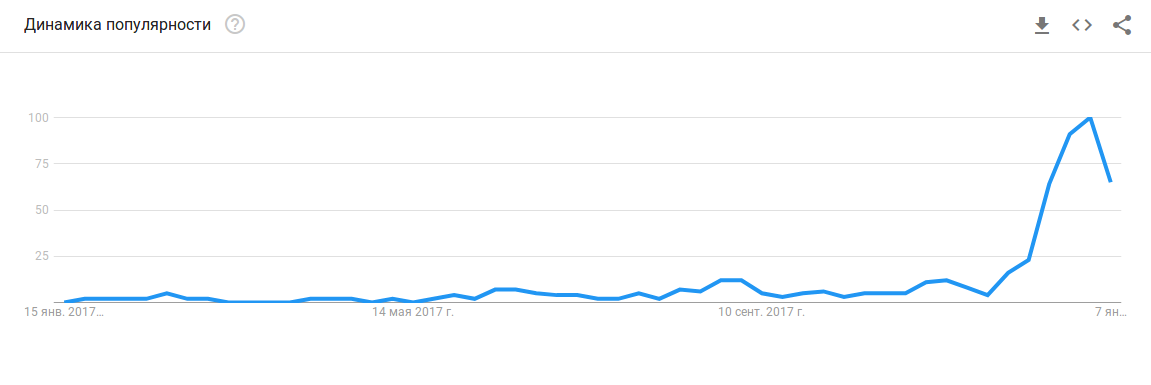 Динамика популярности
100
75
50
25
15 янв. 2017…
14 мая 2017 г.
10 сент. 2017 г.
7 ян…